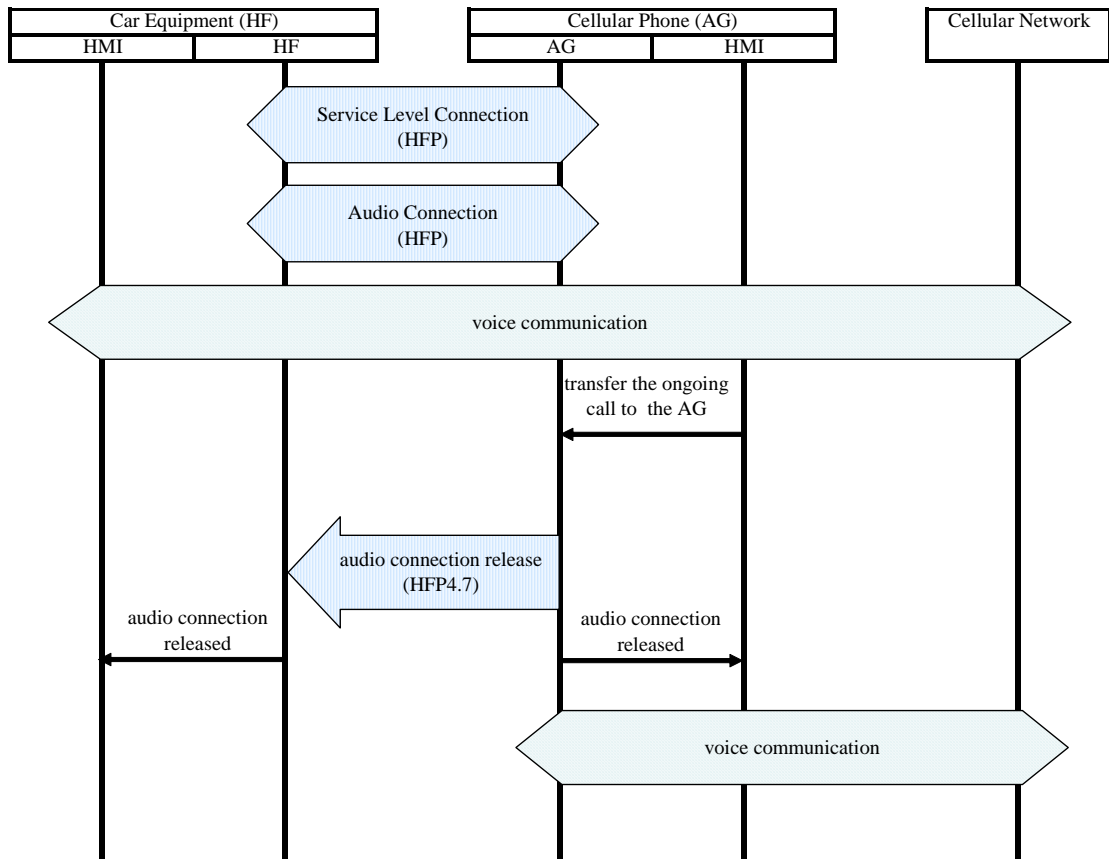 Car Equipment (HF)
Cellular Phone (AG)
Cellular Network
HMI
HF
AG
HMI
Service Level Connection
(HFP)
Audio Connection
(HFP)
voice communication
transfer the ongoing
call to the AG
audio connection release
(HFP4.7)
audio connection
released
audio connection
released
voice communication